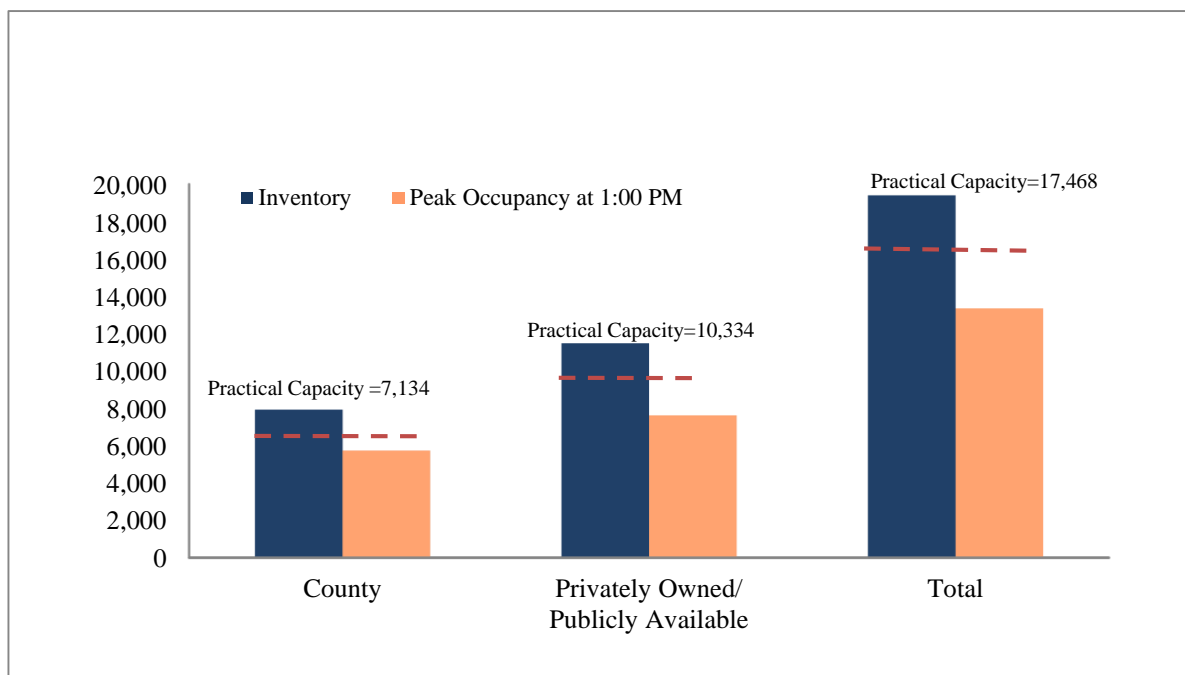 Practical Capacity=17,468
20,000
Inventory
Peak Occupancy at 1:00 PM
18,000
16,000
14,000
Practical Capacity=10,334
12,000
10,000
Practical Capacity =7,134
8,000
6,000
4,000
2,000
0
County
Privately Owned/
Publicly Available
Total